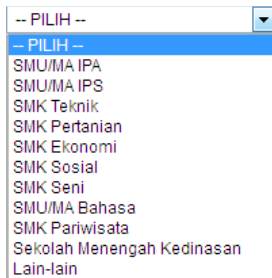 -- PILIH --
-- PILIH --
SMU/MA IPA
SMU/MA IPS
SMK Teknik
SMK Pertanian
SMK Ekonomi
SMK Sosial
SMK Seni
SMU/MA Bahasa
SMK Pariwisata
Sekolah Menengah Kedinasan
Lain-lain